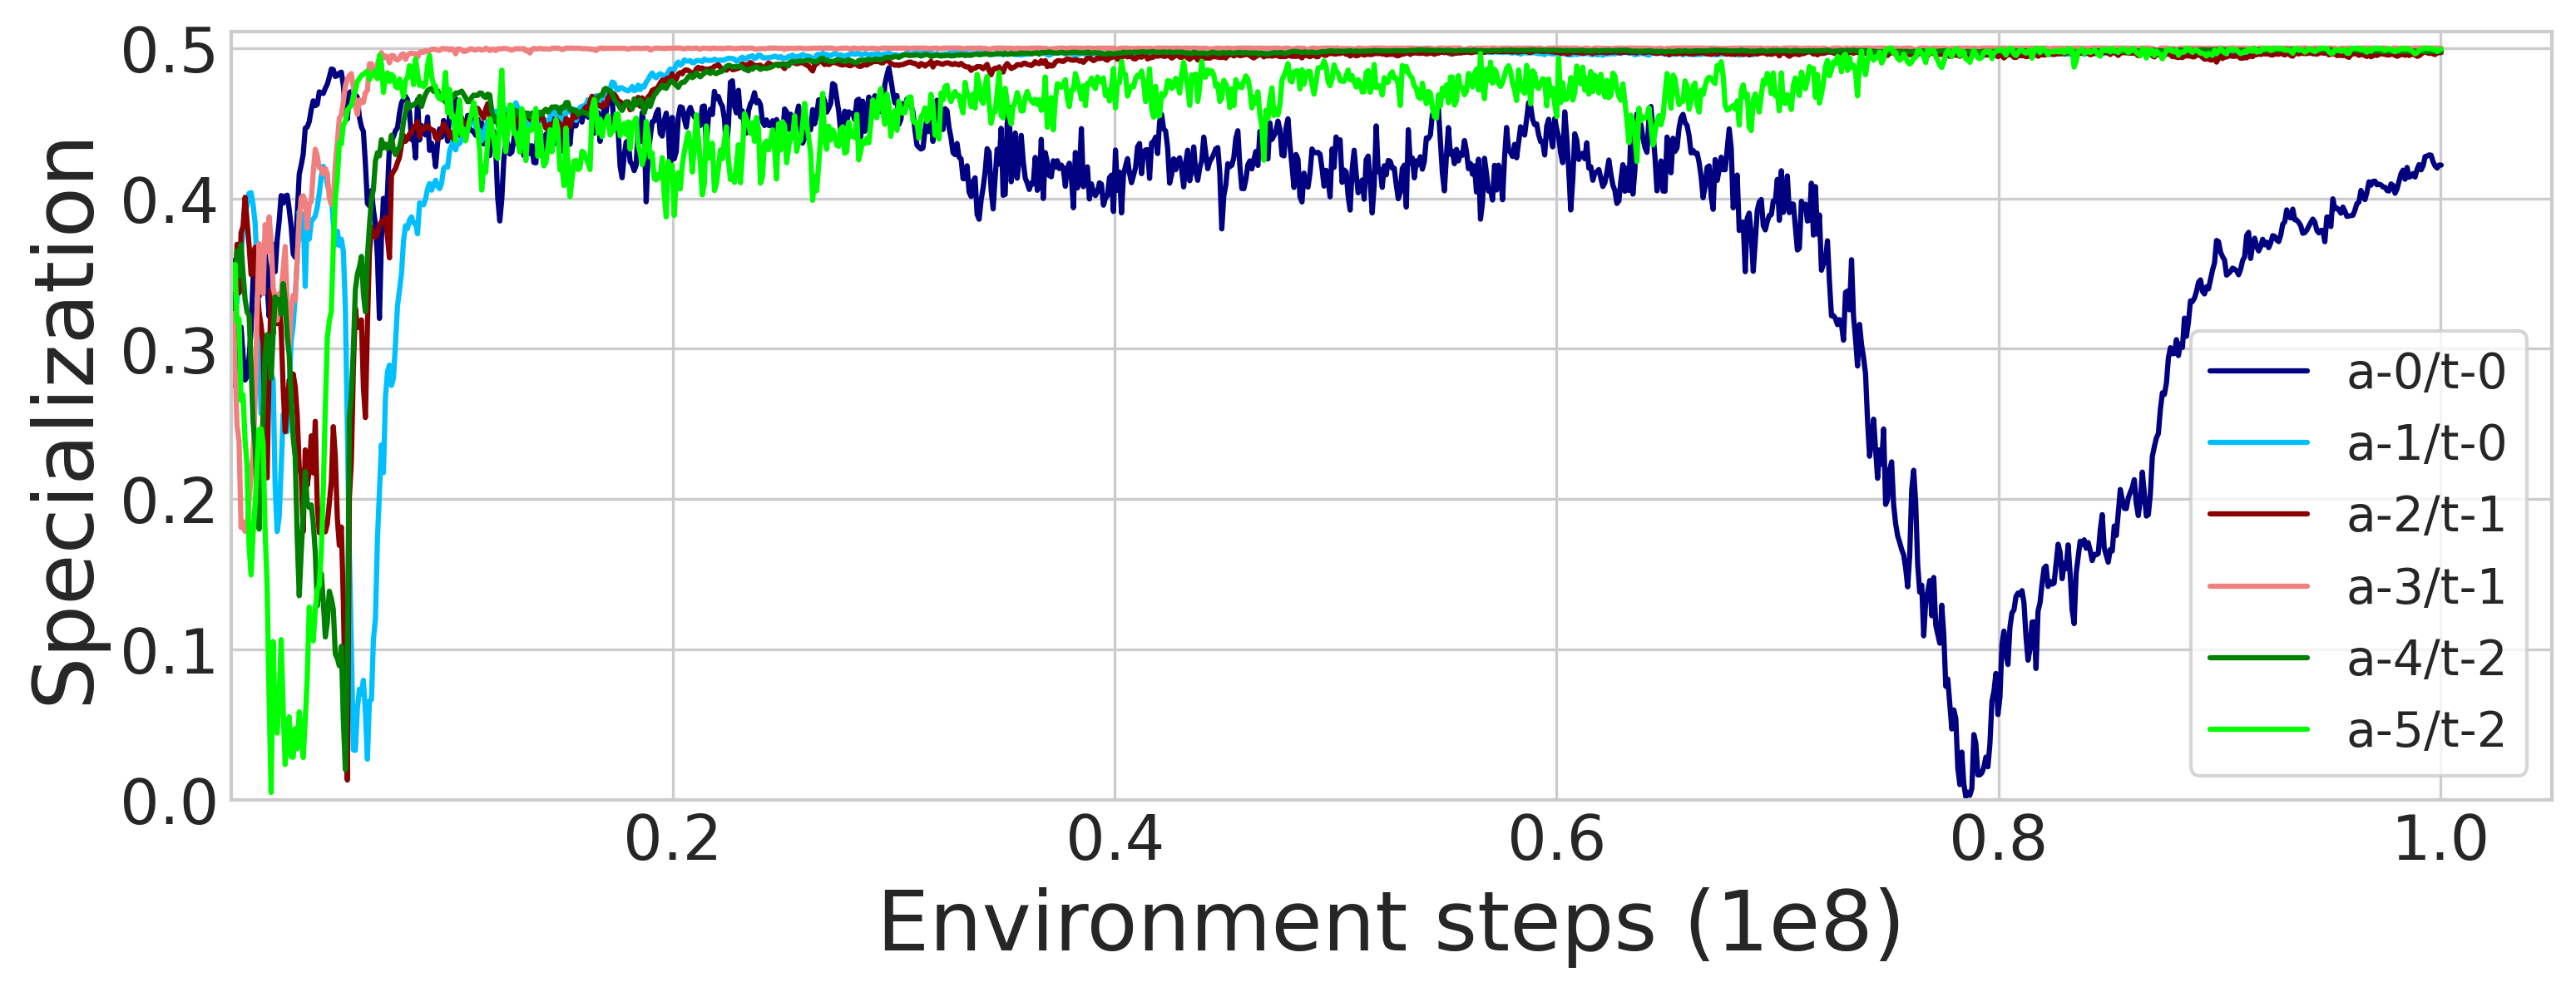 Specialization
0.5
0.4
0.3
0.2
0.1
0.0
0.2 0.4 0.6 0.8 1.0
Environment steps (1e8)
a-0/t-0
a-1/t-0
a-2/t-1
a-3/t-1
a-4/t-2
a-5/t-2